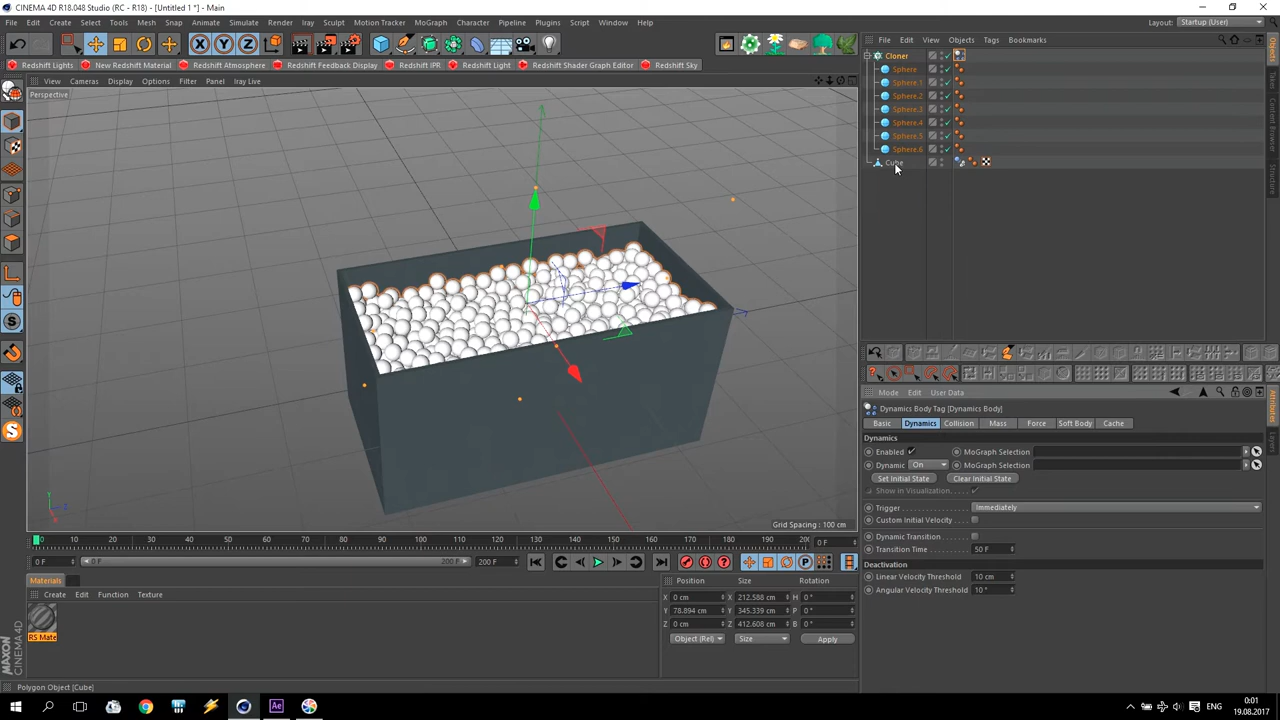 CINEMA 4D R18.048 Studio (RC - R18) - [Untitled 1 *] - Main
File Edit Create Select Tools Mesh Snap Animate Simulate Render iRay Sculpt Motion Tracker MoGraph Character Pipeline Plugins Script Window Help
Layout: Startup (User)
Redshift Lights New Redshift Material Redshift Atmosphere Redshift Feedback Display Redshift IPR Redshift Light Redshift Shader Graph Editor Redshift Sky
File Edit View Objects Tags Bookmarks
View Cameras Display Options Filter Panel iRay
Perspective
Cloner
Sphere
Sphere.1
Sphere.2
Sphere.3
Sphere.4
Sphere.5
Sphere.6
Cube
Objects
Takes
Content Browser
Structure
Mode Edit User Data
Dynamics Body Tag [Dynamics Body]
Basic Dynamics Collision Mass Force Soft Body Cache
Dynamics
Enabled MoGraph Selection
Dynamic On MoGraph Selection
Set Initial State Clear Initial State
Show in Visualization
Trigger Immediately
Custom Initial Velocity
Dynamic Transition
Transition Time 50 F
Deactivation
Linear Velocity Threshold 10 cm
Angular Velocity Threshold 10 °
Attributes
Layers
Grid Spacing : 100 cm
0 10 20 30 40 50 60 70 80 90 100 110 120 130 140 150 160 170 180 190 200 0 F
0 F 0 F 200 F 200 F
Materials
Create Edit Function Texture
RS Mate
Position Size Rotation
X 0 cm X 212.588 cm H 0 °
Y 78.894 cm Y 345.339 cm P 0 °
Z 0 cm Z 412.608 cm B 0 °
Object (Rel) Size Apply
MAXON CINEMA 4D
Polygon Object [Cube]
Ae
ENG
0:01
19.08.2017